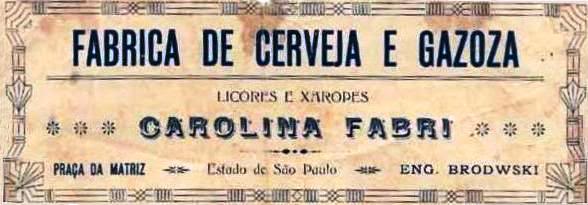 FABRICA DE CERVEJA E GAZOZA
LICORES E XAROPES
CAROLINA FABRI
PRAÇA DA MATRIZ Estado de São Paulo ENG. BRODWSKI